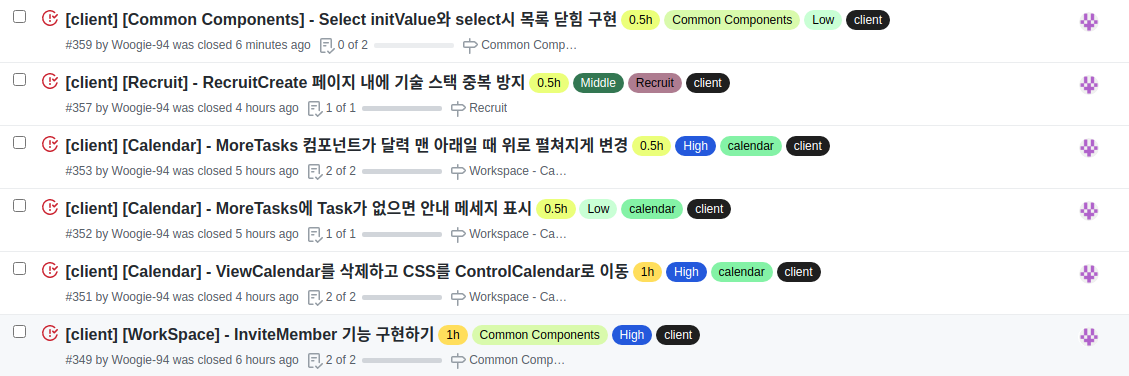 [client] [Common Components] - Select initValue와 select시 목록 닫힘 구현 0.5h Common Components Low client
#359 by Woogie-94 was closed 6 minutes ago 0 of 2 Common Comp…
[client] [Recruit] - RecruitCreate 페이지 내에 기술 스택 중복 방지 0.5h Middle Recruit client
#357 by Woogie-94 was closed 4 hours ago 1 of 1 Recruit
[client] [Calendar] - MoreTasks 컴포넌트가 달력 맨 아래일 때 위로 펼쳐지게 변경 0.5h High calendar client
#353 by Woogie-94 was closed 5 hours ago 2 of 2 Workspace - Ca…
[client] [Calendar] - MoreTasks에 Task가 없으면 안내 메세지 표시 0.5h Low calendar client
#352 by Woogie-94 was closed 5 hours ago 1 of 1 Workspace - Ca…
[client] [Calendar] - ViewCalendar를 삭제하고 CSS를 ControlCalendar로 이동 1h High calendar client
#351 by Woogie-94 was closed 4 hours ago 2 of 2 Workspace - Ca…
[client] [WorkSpace] - InviteMember 기능 구현하기 1h Common Components High client
#349 by Woogie-94 was closed 6 hours ago 2 of 2 Common Comp…